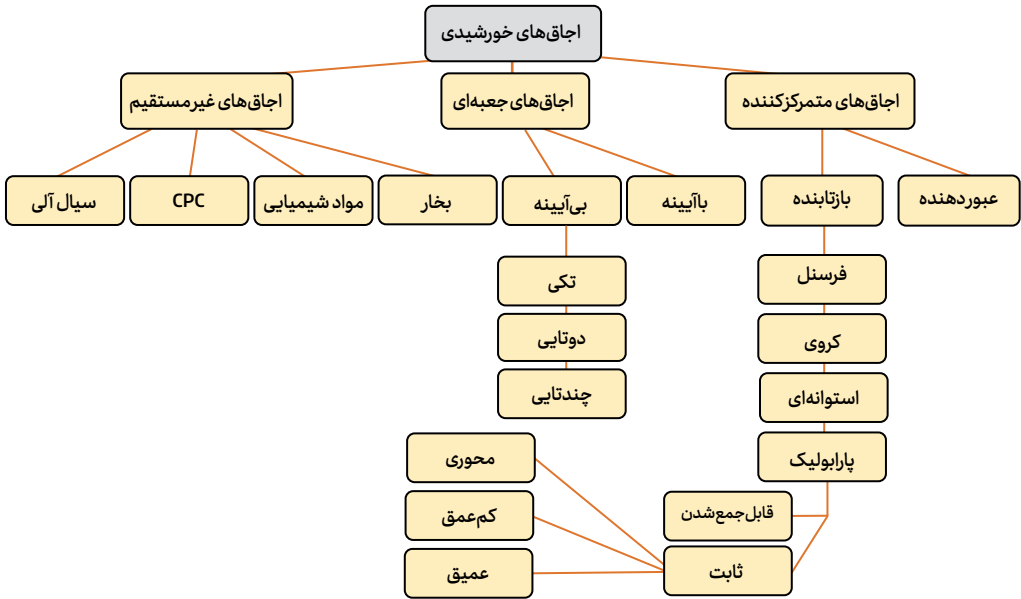 اجاق‌های خورشیدی
اجاق‌های متمرکزکننده
اجاق‌های جعبه‌ای
اجاق‌های غیرمستقیم
عبوردهنده
بازتابنده
باآیینه
بی‌آیینه
بخار
مواد شیمیایی
CPC
سیال آلی
فرسنل
کروی
استوانه‌ای
پارابولیک
تکی
دوتایی
چندتایی
قابل‌جمع‌شدن
ثابت
محوری
کم‌عمق
عمیق